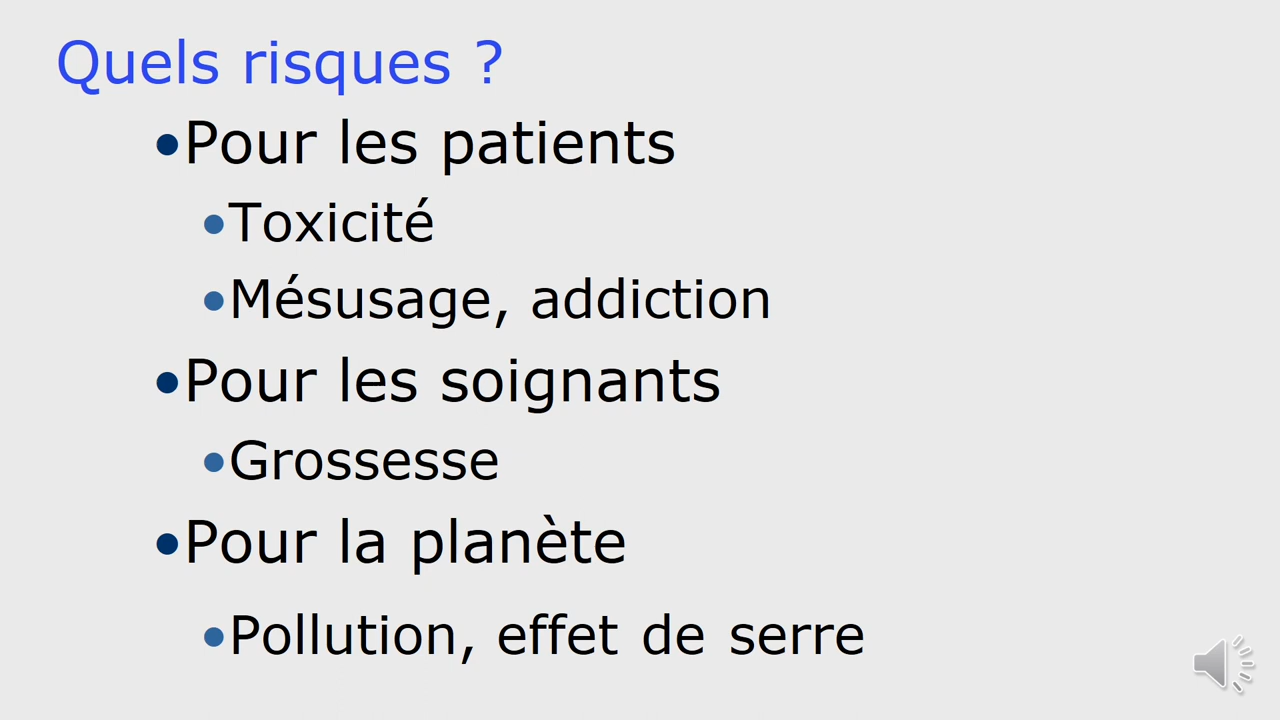 Quels risques ?
•Pour les patients
•Toxicité
•Mésusage, addiction
•Pour les soignants
•Grossesse
•Pour la planète
•Pollution, effet de serre